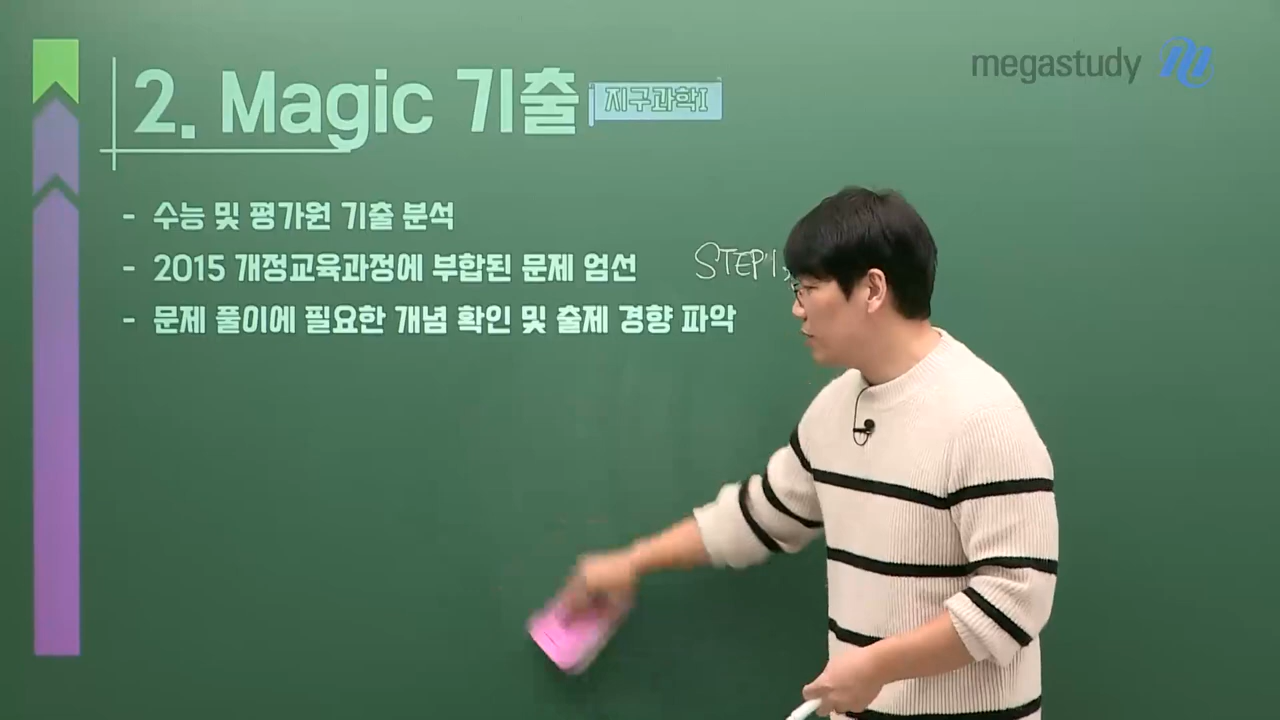 megastudy
2. Magic 기출 지구과학I
- 수능 및 평가원 기출 분석
- 2015 개정교육과정에 부합된 문제 엄선
STEP 1.
- 문제 풀이에 필요한 개념 확인 및 출제 경향 파악